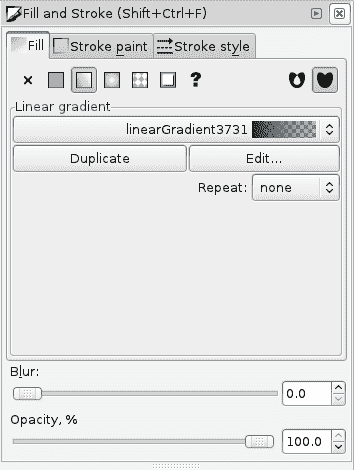 Fill and Stroke (Shift+Ctrl+F)
Fill Stroke paint Stroke style
?
Linear gradient
linearGradient3731
Duplicate Edit...
Repeat: none
Blur:
0.0
Opacity, %
100.0